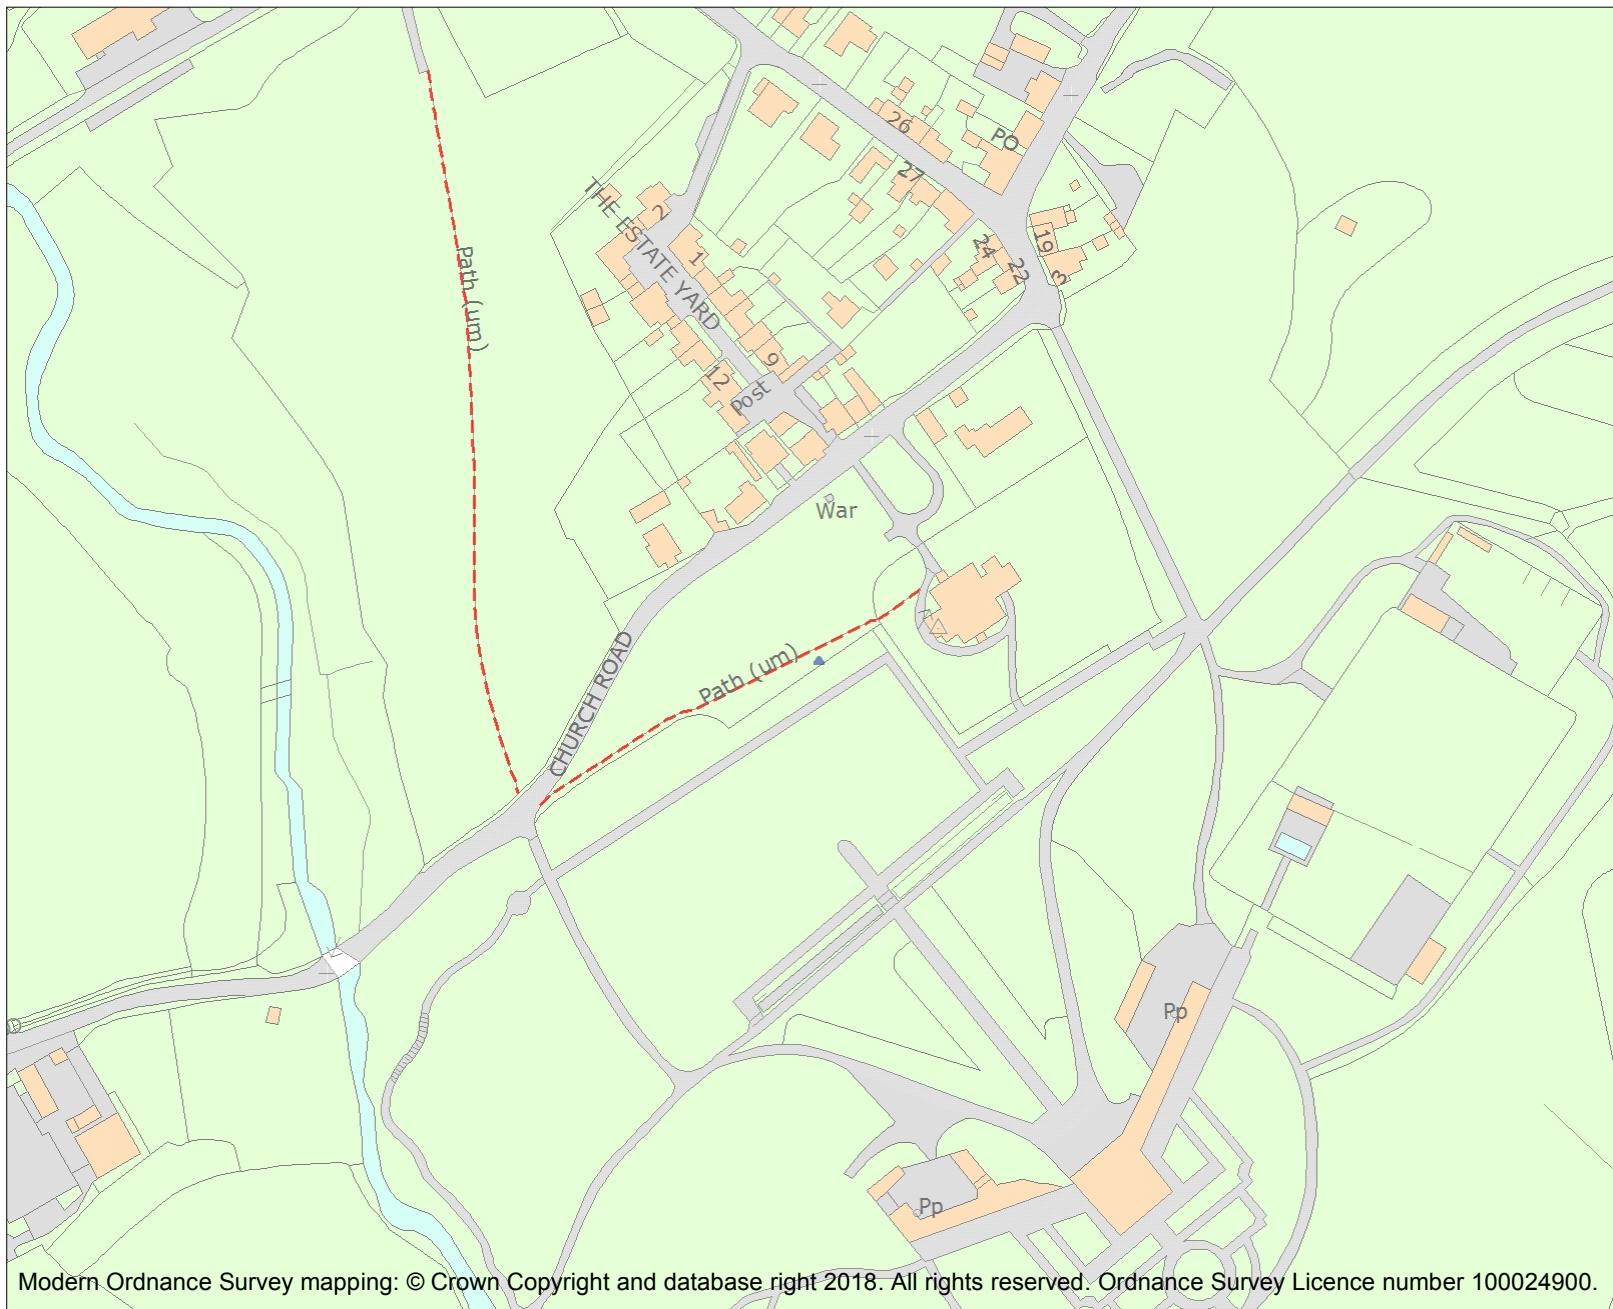 26
PO
27
THE ESTATE YARD
2
1
24
22
19
3
Path (um)
9
12
Post
War
CHURCH ROAD
Path (um)
Pp
Pp
Modern Ordnance Survey mapping: © Crown Copyright and database right 2018. All rights reserved. Ordnance Survey Licence number 100024900.